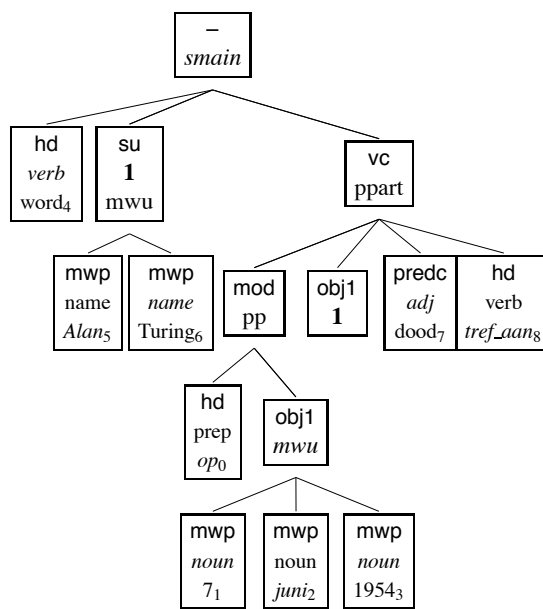 –
smain
hd
verb
word4
su
1
mwu
vc
ppart
mwp
name
Alan5
mwp
name
Turing6
mod
pp
obj1
1
predc
adj
dood7
hd
verb
tref_aan8
hd
prep
op0
obj1
mwu
mwp
noun
71
mwp
noun
juni2
mwp
noun
19543